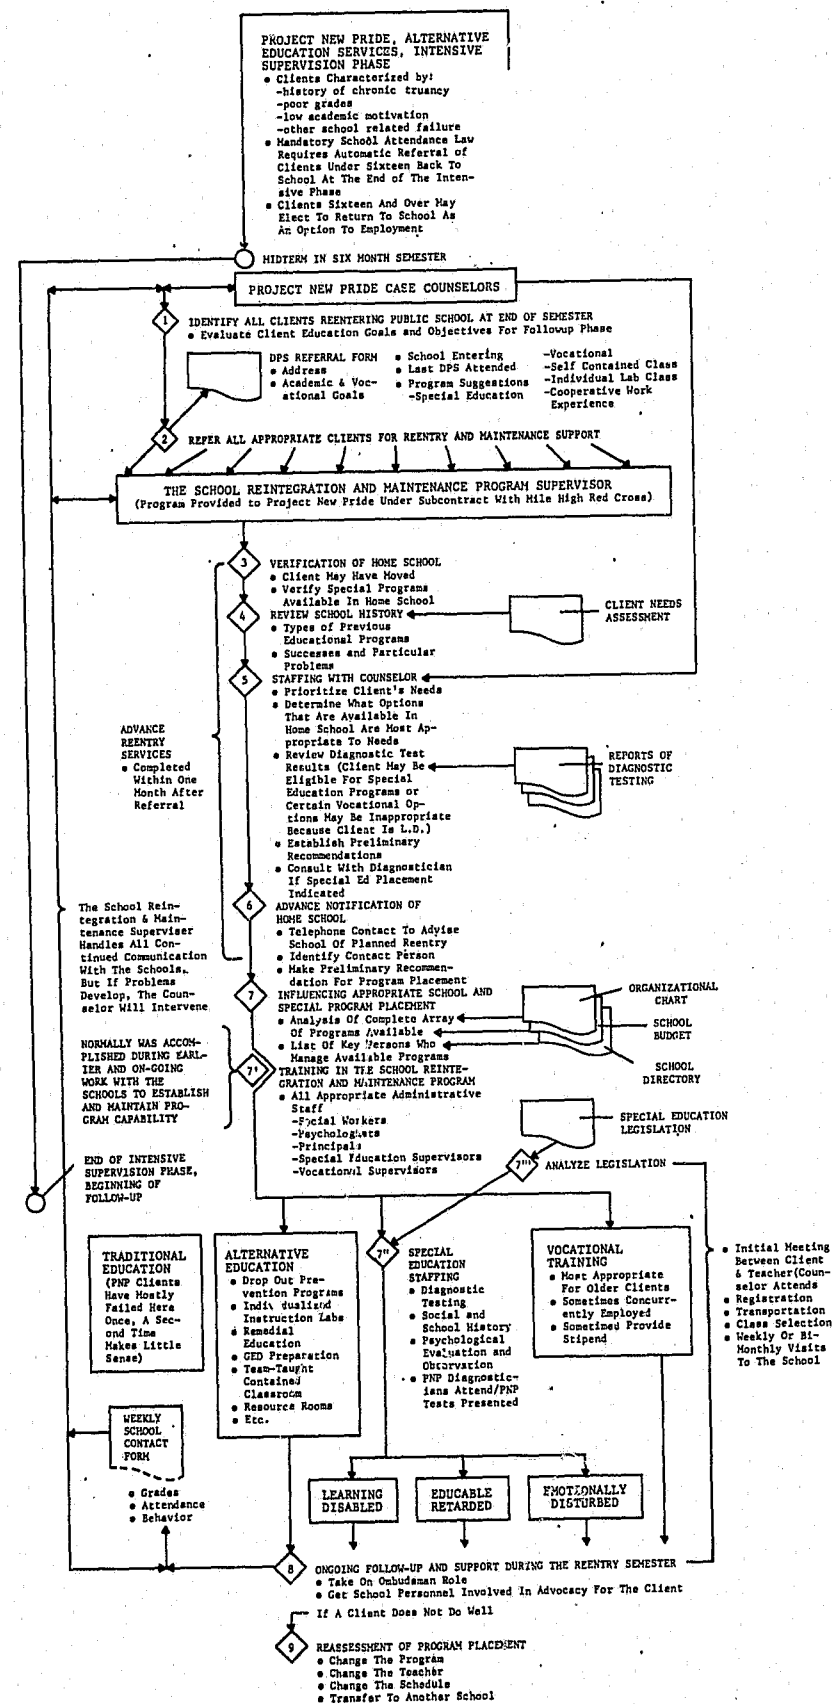 PROJECT NEW PRIDE, ALTERNATIVE
EDUCATION SERVICES, INTENSIVE
SUPERVISION PHASE
• Clients Characterized by:
-history of chronic truancy
-poor grades
-low academic motivation
-other school related failure
• Mandatory School Attendance Law
Requires Automatic Referral of
Clients Under Sixteen Back To
School At The End of The Inten-
sive Phase
• Clients Sixteen And Over May
Elect To Return To School As
An Option To Employment
MIDTERM IN SIX MONTH SEMESTER
PROJECT NEW PRIDE CASE COUNSELORS
1
IDENTIFY ALL CLIENTS REENTERING PUBLIC SCHOOL AT END OF SEMESTER
• Evaluate Client Education Goals and Objectives For Followup Phase
DPS REFERRAL FORM
• Address
• Academic & Voc-
ational Goals
• School Entering
• Last DPS Attended
• Program Suggestions
-Special Education
-Vocational
-Self Contained Class
-Individual Lab Class
-Cooperative Work
Experience
2
REFER ALL APPROPRIATE CLIENTS FOR REENTRY AND MAINTENANCE SUPPORT
THE SCHOOL REINTEGRATION AND MAINTENANCE PROGRAM SUPERVISOR
(Program Provided to Project New Pride Under Subcontract With Mile High Red Cross)
3
VERIFICATION OF HOME SCHOOL
• Client May Have Moved
• Verify Special Programs
Available In Home School
4
REVIEW SCHOOL HISTORY
• Types of Previous
Educational Programs
• Successes and Particular
Problems
CLIENT NEEDS
ASSESSMENT
5
STAFFING WITH COUNSELOR
• Prioritize Client's Needs
• Determine What Options
That Are Available In
Home School Are Most Ap-
propriate To Needs
• Review Diagnostic Test
Results (Client May Be
Eligible For Special
Education Programs or
Certain Vocational Op-
tions May Be Inappropriate
Because Client Is L.D.)
• Establish Preliminary
Recommendations
• Consult With Diagnostician
If Special Ed Placement
Indicated
REPORTS OF
DIAGNOSTIC
TESTING
ADVANCE
REENTRY
SERVICES
• Completed
Within One
Month After
Referral
6
ADVANCE NOTIFICATION OF
HOME SCHOOL
• Telephone Contact To Advise
School Of Planned Reentry
• Identify Contact Person
• Make Preliminary Recommen-
dation For Program Placement
The School Rein-
tegration & Main-
tenance Superviser
Handles All Con-
tinued Communication
With The Schools,
But if Problems
Develop, The Coun-
selor Will Intervene
7
INFLUENCING APPROPRIATE SCHOOL AND
SPECIAL PROGRAM PLACEMENT
• Analysis Of Complete Array
Of Programs Available
• List Of Key Persons Who
Manage Available Programs
ORGANIZATIONAL
CHART
SCHOOL
BUDGET
SCHOOL
DIRECTORY
NORMALLY WAS ACCOM-
PLISHED DURING EARL-
IER AND ON-GOING
WORK WITH THE
SCHOOLS TO ESTABLISH
AND MAINTAIN PRO-
GRAM CAPABILITY
7'
TRAINING IN THE SCHOOL REINTE-
GRATION AND MAINTENANCE PROGRAM
• All Appropriate Administrative
Staff
-Social Workers
-Psychologists
-Principals
-Special Education Supervisors
-Vocational Supervisors
SPECIAL EDUCATION
LEGISLATION
7'''
ANALYZE LEGISLATION
END OF INTENSIVE
SUPERVISION PHASE,
BEGINNING OF
FOLLOW-UP
TRADITIONAL
EDUCATION
(PNP Clients
Have Mostly
Failed Here
Once, A Sec-
ond Time
Makes Little
Sense)
ALTERNATIVE
EDUCATION
• Drop Out Pre-
vention Programs
• Individualized
Instruction Labs
• Remedial
Education
• GED Preparation
• Team-Taught
Contained
Classroom
• Resource Rooms
• Etc.
7''
SPECIAL
EDUCATION
STAFFING
• Diagnostic
Testing
• Social and
School History
• Psychological
Evaluation and
Observation
• PNP Diagnostic-
ians Attend/PNP
Tests Presented
VOCATIONAL
TRAINING
• Most Appropriate
For Older Clients
• Sometimes Concurr-
ently Employed
• Sometimes Provide
Stipend
• Initial Meeting
Between Client
& Teacher(Coun-
selor Attends
• Registration
• Transportation
• Class Selection
• Weekly Or Bi-
Monthly Visits
To The School
WEEKLY
SCHOOL
CONTACT
FORM
• Grades
• Attendance
• Behavior
LEARNING
DISABLED
EDUCABLE
RETARDED
EMOTIONALLY
DISTURBED
8
ONGOING FOLLOW-UP AND SUPPORT DURING THE REENTRY SEMESTER
• Take On Ombudsman Role
• Get School Personnel Involved In Advocacy For The Client
If A Client Does Not Do Well
9
REASSESSMENT OF PROGRAM PLACEMENT
• Change The Program
• Change The Teacher
• Change The Schedule
• Transfer To Another School